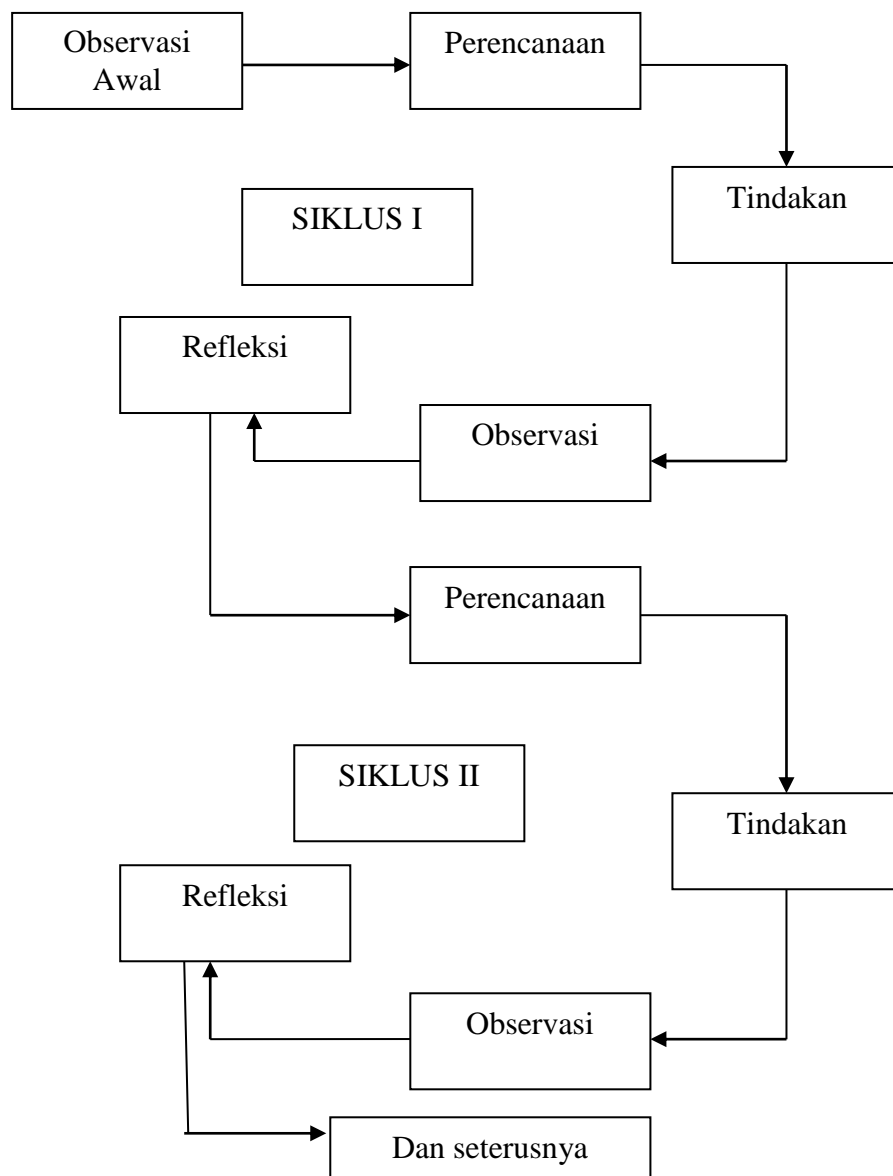 Observasi
Awal
Perencanaan
Tindakan
SIKLUS I
Refleksi
Observasi
Perencanaan
SIKLUS II
Tindakan
Refleksi
Observasi
Dan seterusnya